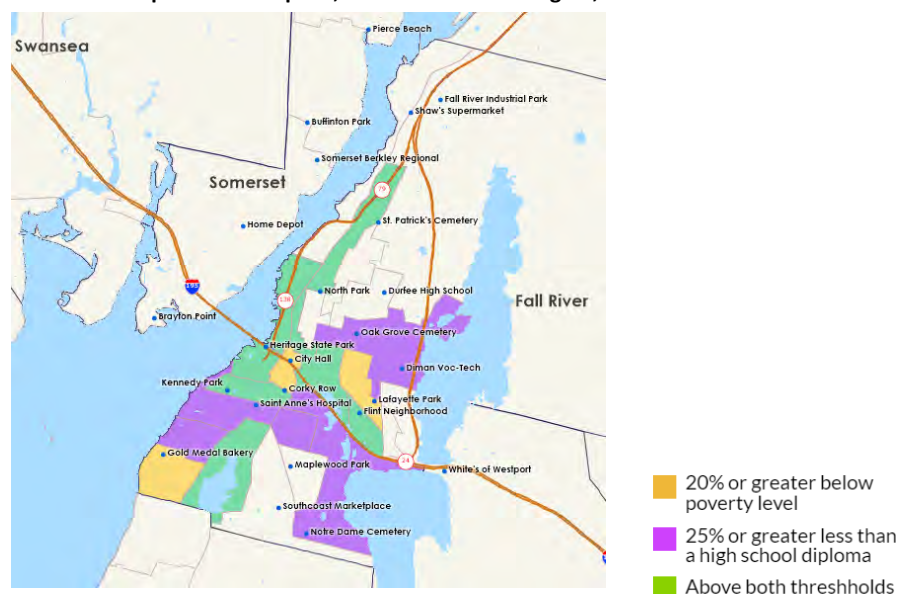 Swansea
Pierce Beach
Fall River Industrial Park
Shaw's Supermarket
Buffinton Park
Somerset Berkley Regional
Somerset
79
St. Patrick's Cemetery
Home Depot
195
North Park
Durfee High School
138
Fall River
Brayton Point
Oak Grove Cemetery
Heritage State Park
City Hall
Diman Voc-Tech
Kennedy Park
Corky Row
Saint Anne's Hospital
Lafayette Park
Flint Neighborhood
Gold Medal Bakery
24
Maplewood Park
White's of Westport
Southcoast Marketplace
Notre Dame Cemetery
20% or greater below
poverty level
25% or greater less than
a high school diploma
Above both threshholds